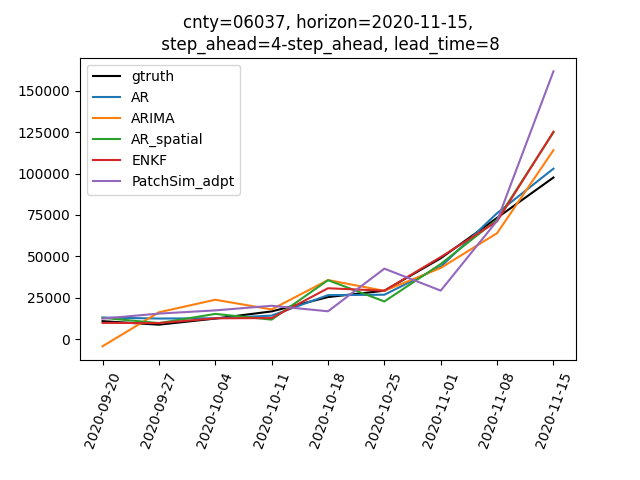 cnty=06037, horizon=2020-11-15,
step_ahead=4-step_ahead, lead_time=8
gtruth
AR
ARIMA
AR_spatial
ENKF
PatchSim_adpt
150000
125000
100000
75000
50000
25000
0
2020-09-20
2020-09-27
2020-10-04
2020-10-11
2020-10-18
2020-10-25
2020-11-01
2020-11-08
2020-11-15